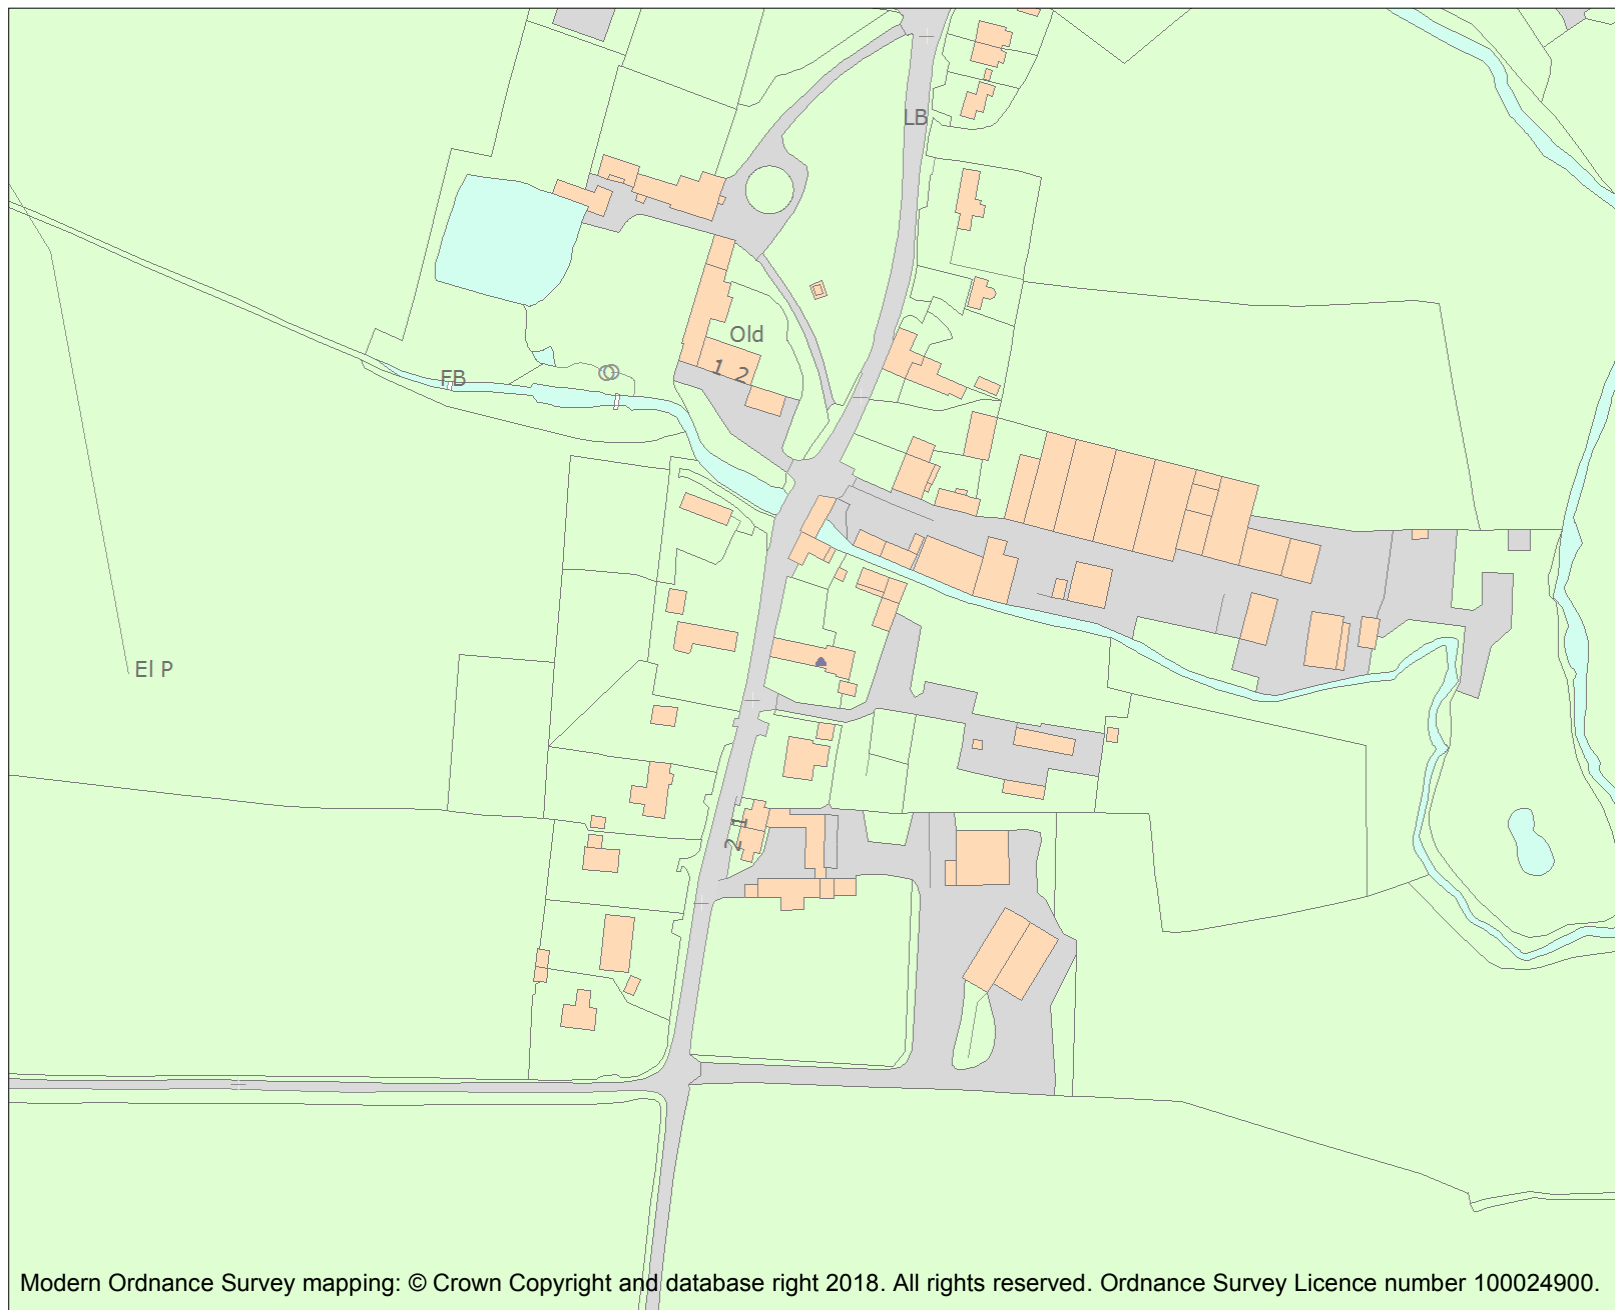 LB
Old
1 2
FB
El P
2 1
Modern Ordnance Survey mapping: © Crown Copyright and database right 2018. All rights reserved. Ordnance Survey Licence number 100024900.